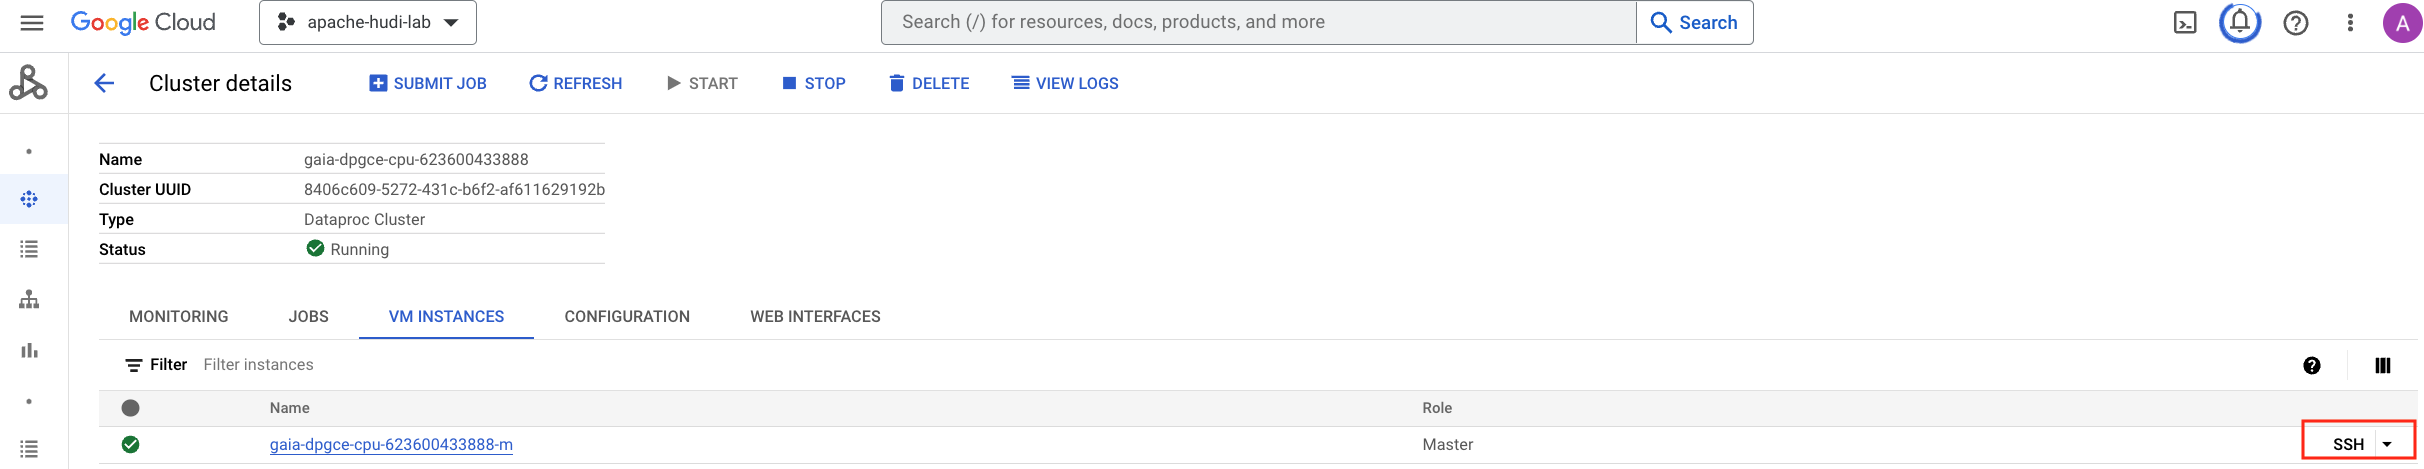 Google Cloud apache-hudi-lab Search (/) for resources, docs, products, and more Search A
Cluster details SUBMIT JOB REFRESH START STOP DELETE VIEW LOGS
Name gaia-dpgce-cpu-623600433888
Cluster UUID 8406c609-5272-431c-b6f2-af611629192b
Type Dataproc Cluster
Status Running
MONITORING JOBS VM INSTANCES CONFIGURATION WEB INTERFACES
Filter Filter instances
Name Role
gaia-dpgce-cpu-623600433888-m Master SSH